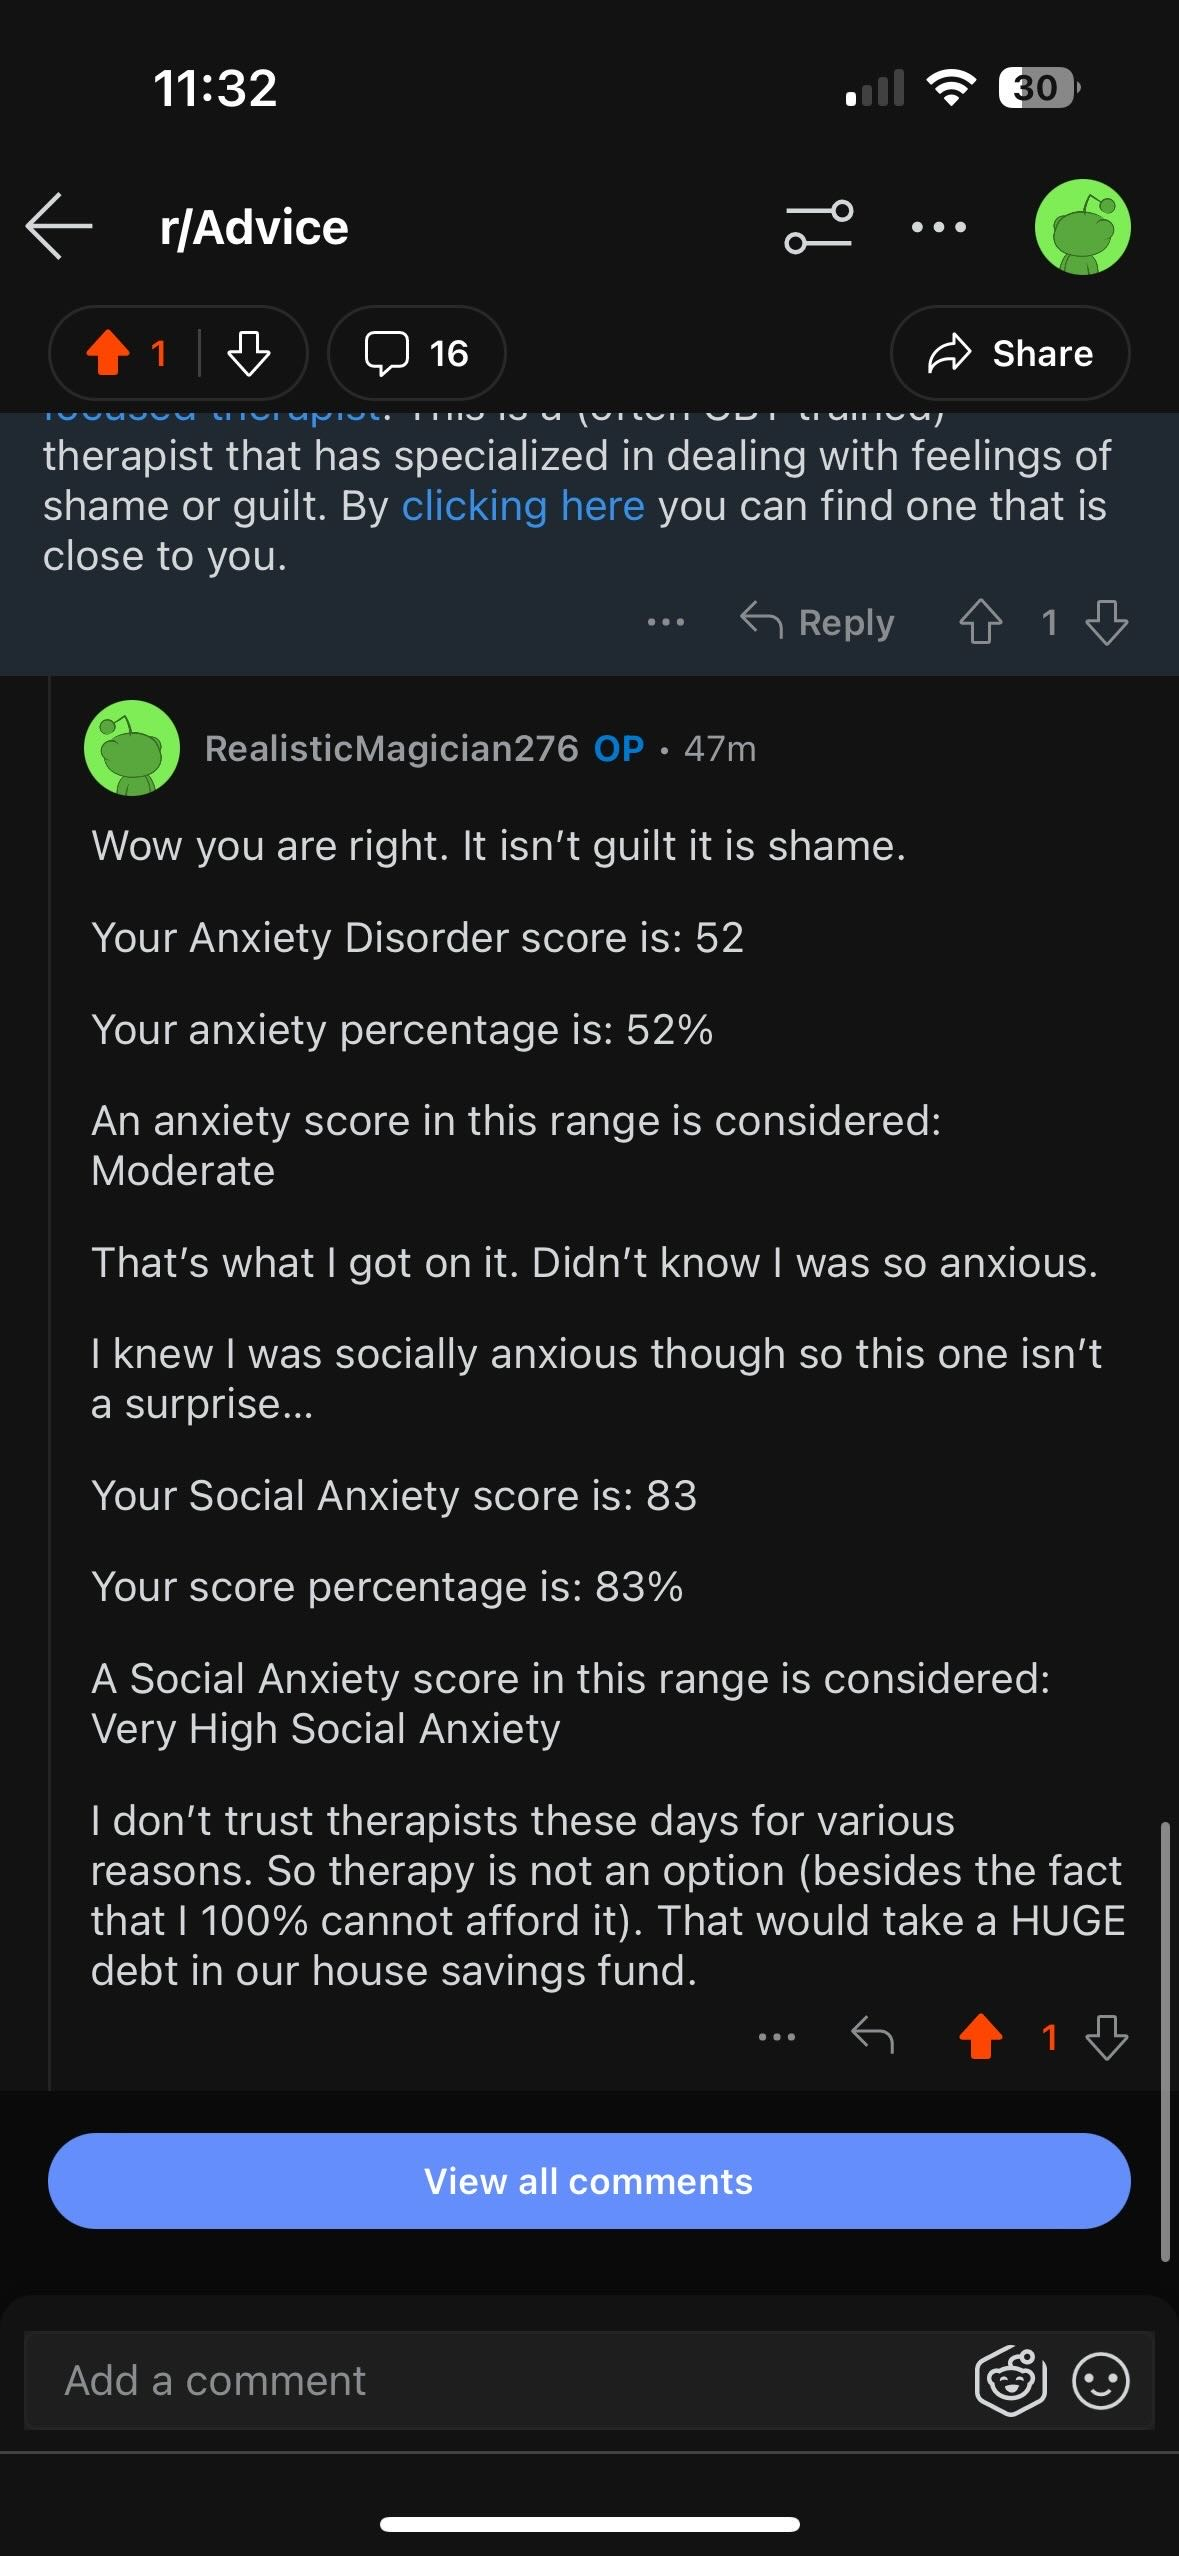 11:32
30
r/Advice
1
16
Share
focused therapist. This is a (often CBT trained)
therapist that has specialized in dealing with feelings of
shame or guilt. By clicking here you can find one that is
close to you.
Reply
1
RealisticMagician276 OP • 47m
Wow you are right. It isn’t guilt it is shame.
Your Anxiety Disorder score is: 52
Your anxiety percentage is: 52%
An anxiety score in this range is considered:
Moderate
That’s what I got on it. Didn’t know I was so anxious.
I knew I was socially anxious though so this one isn’t
a surprise...
Your Social Anxiety score is: 83
Your score percentage is: 83%
A Social Anxiety score in this range is considered:
Very High Social Anxiety
I don’t trust therapists these days for various
reasons. So therapy is not an option (besides the fact
that I 100% cannot afford it). That would take a HUGE
debt in our house savings fund.
1
View all comments
Add a comment